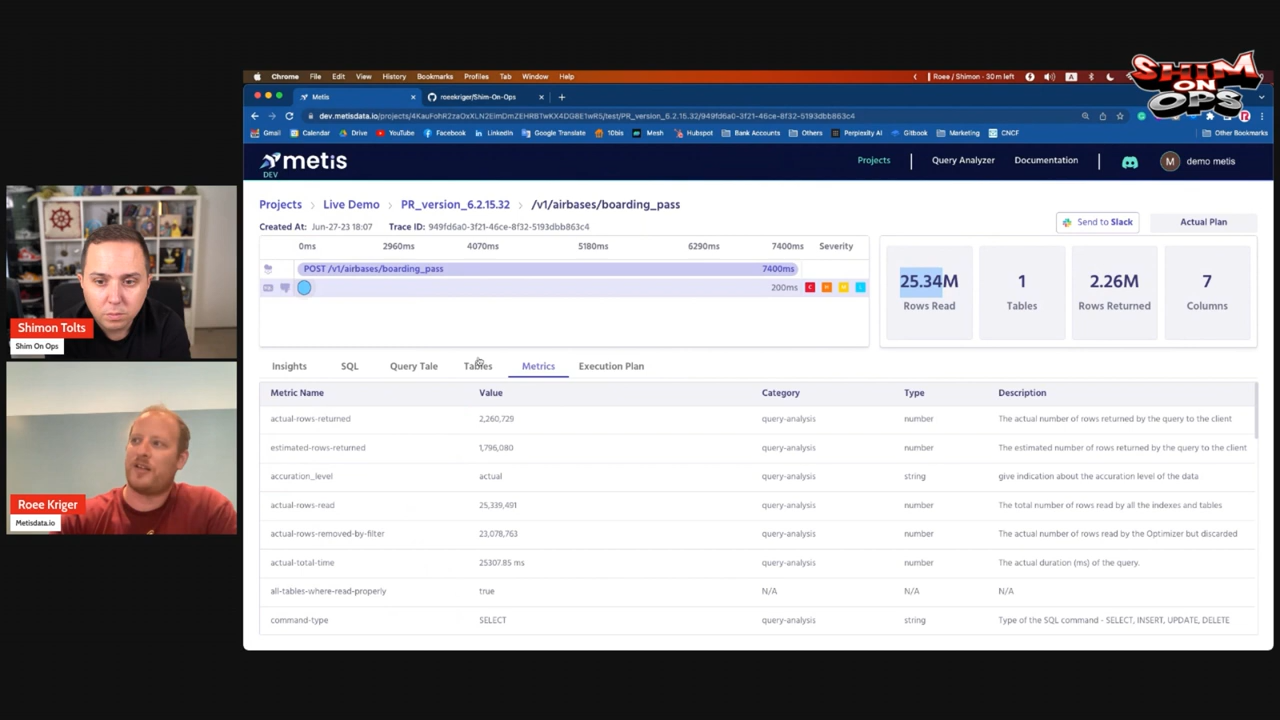 SHIM
ON
OPS
Chrome File Edit View History Bookmarks Profiles Tab Window Help
Roee / Shimon - 30 m left
Metis
roeekriger/Shim-On-Ops
Gmail Calendar Drive YouTube Facebook LinkedIn Google Translate 10bis Mesh Hubspot Bank Accounts Others Perplexity AI Gitbook Marketing CNCF Other Bookmarks
metis
DEV
Projects Query Analyzer Documentation M demo metis
Projects > Live Demo > PR_version_6.2.15.32 > /v1/airbases/boarding_pass
Created At: Jun-27-23 18:07 Trace ID: 949fd6a0-3f21-46ce-8f32-5193dbb863c4
Send to Slack Actual Plan
0ms 2960ms 4070ms 5180ms 6290ms 7400ms Severity
POST /v1/airbases/boarding_pass 7400ms
200ms C H M L
25.34M 1 2.26M 7
Rows Read Tables Rows Returned Columns
Insights SQL Query Tale Tables Metrics Execution Plan
Metric Name Value Category Type Description
actual-rows-returned 2,260,729 query-analysis number The actual number of rows returned by the query to the client
estimated-rows-returned 1,796,080 query-analysis number The estimated number of rows returned by the query to the client
accuration_level actual query-analysis string give indication about the accuration level of the data
actual-rows-read 25,339,491 query-analysis number The total number of rows read by all the indexes and tables
actual-rows-removed-by-filter 23,078,763 query-analysis number The actual number of rows read by the Optimizer but discarded
actual-total-time 25307.85 ms query-analysis number The actual duration (ms) of the query.
all-tables-where-read-properly true N/A N/A N/A
command-type SELECT query-analysis string Type of the SQL command - SELECT, INSERT, UPDATE, DELETE
Shimon Tolts
Shim On Ops
Roee Kriger
Metisdata.io